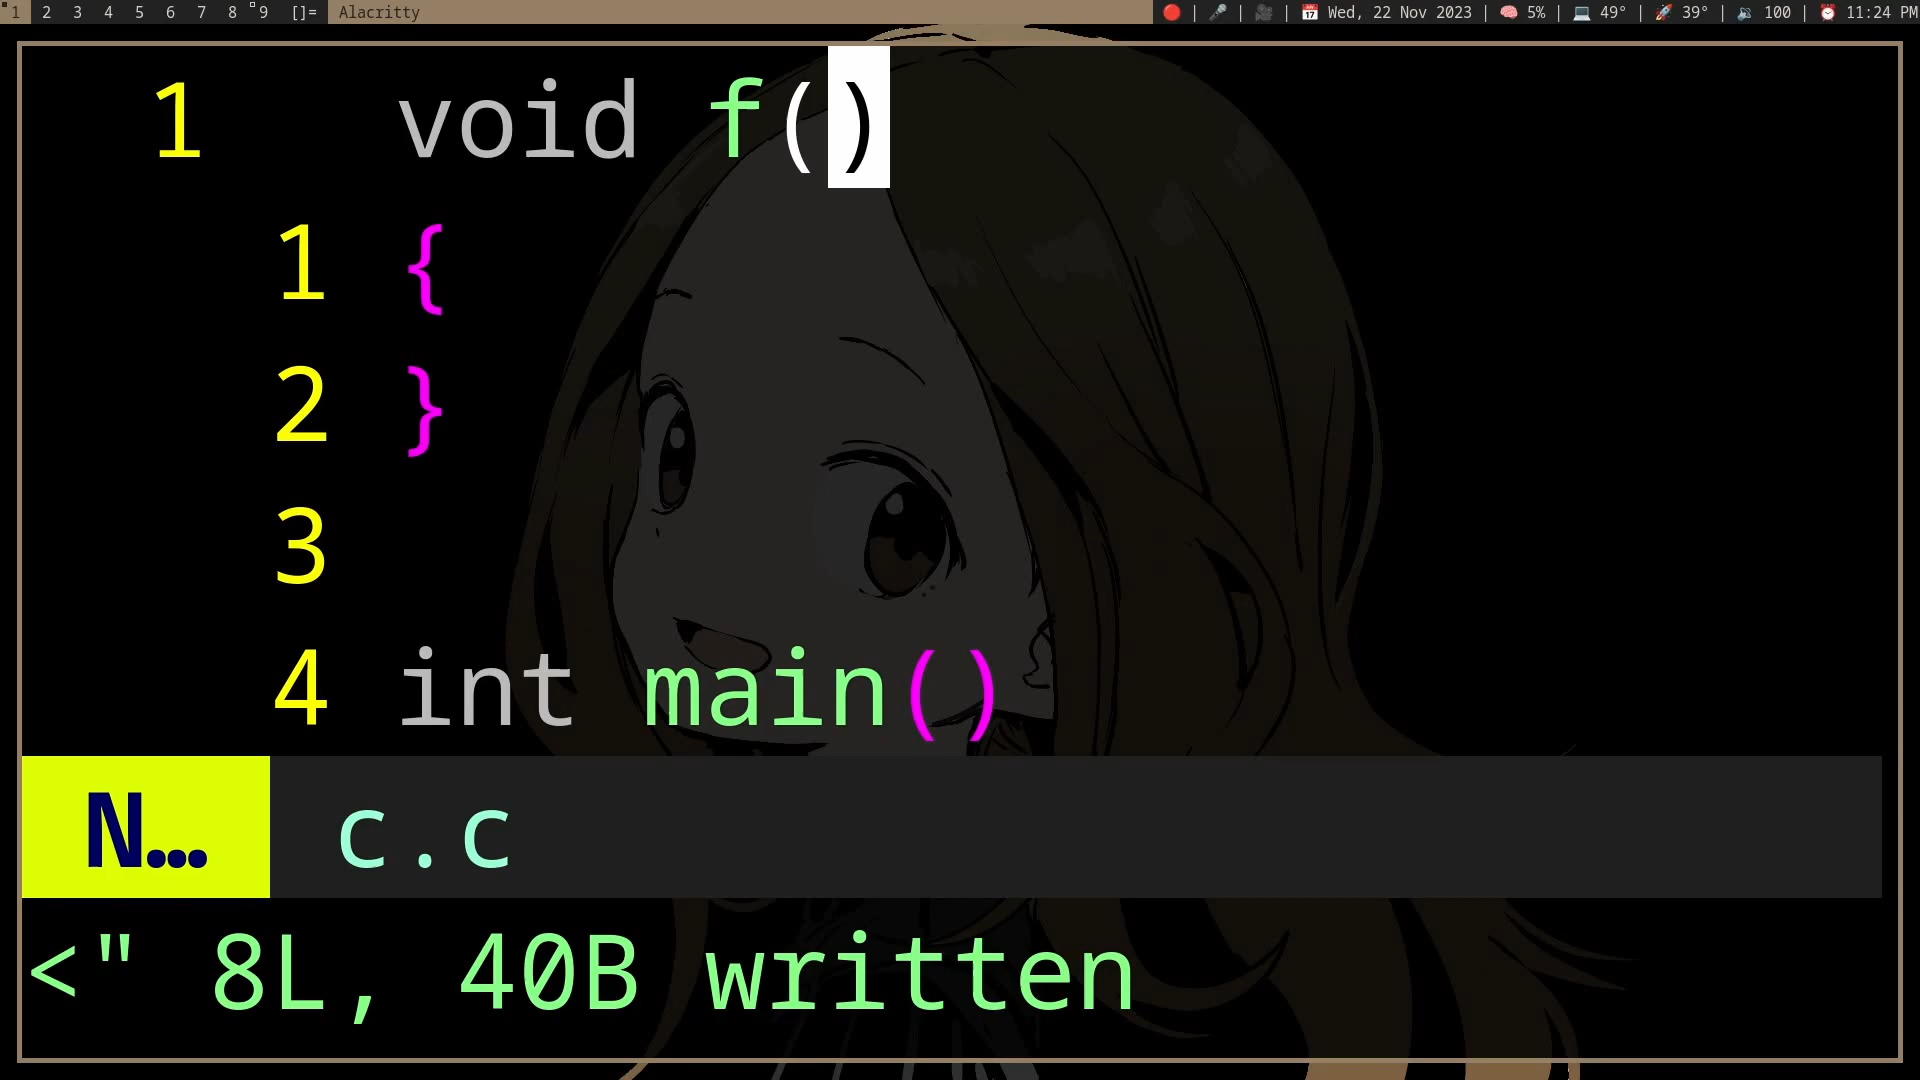 1 2 3 4 5 6 7 8 9 []= Alacritty 🔴 | 🎤 | 🎥 | 📅 Wed, 22 Nov 2023 | 🧠 5% | 💻 49° | 🚀 39° | 🔉 100 | ⏰ 11:24 PM
1 void f()
1 {
2 }
3
4 int main()
N… c.c
<" 8L, 40B written